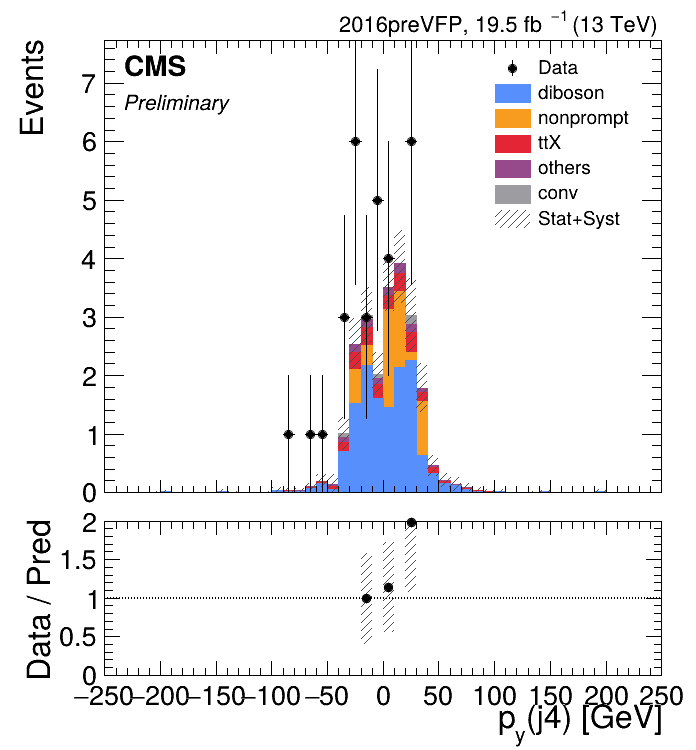 2016preVFP, 19.5 fb⁻¹ (13 TeV)
Events
CMS
Preliminary
Data
diboson
nonprompt
ttX
others
conv
Stat+Syst
7
6
5
4
3
2
1
0
Data / Pred
2
1.5
1
0.5
0
−250 −200 −150 −100 −50 0 50 100 150 200 250
p_y(j4) [GeV]